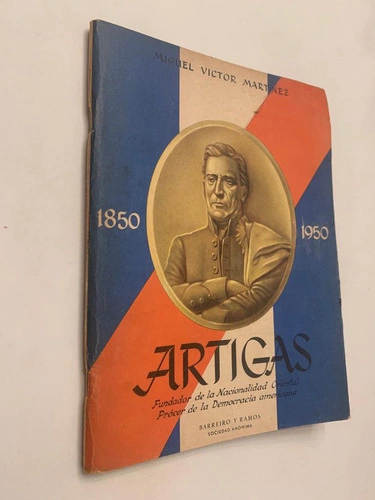 MIGUEL VICTOR MARTINEZ
1850
1950
ARTIGAS
Fundador de la Nacionalidad Oriental
Prócer de la Democracia americana
BARREIRO Y RAMOS
SOCIEDAD ANÓNIMA